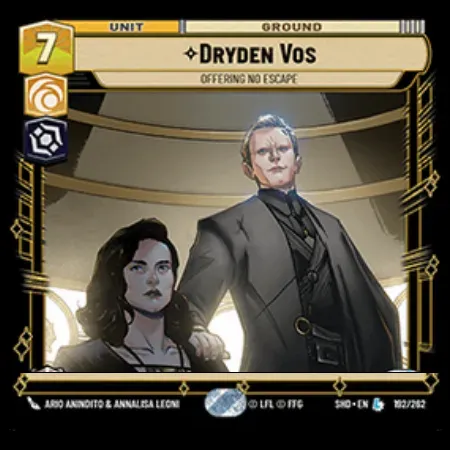 UNIT
GROUND
7
DRYDEN VOS
OFFERING NO ESCAPE
ARIO ANINDITO & ANNALISA LEONI
© LFL © FFG
SHD • EN
192/262